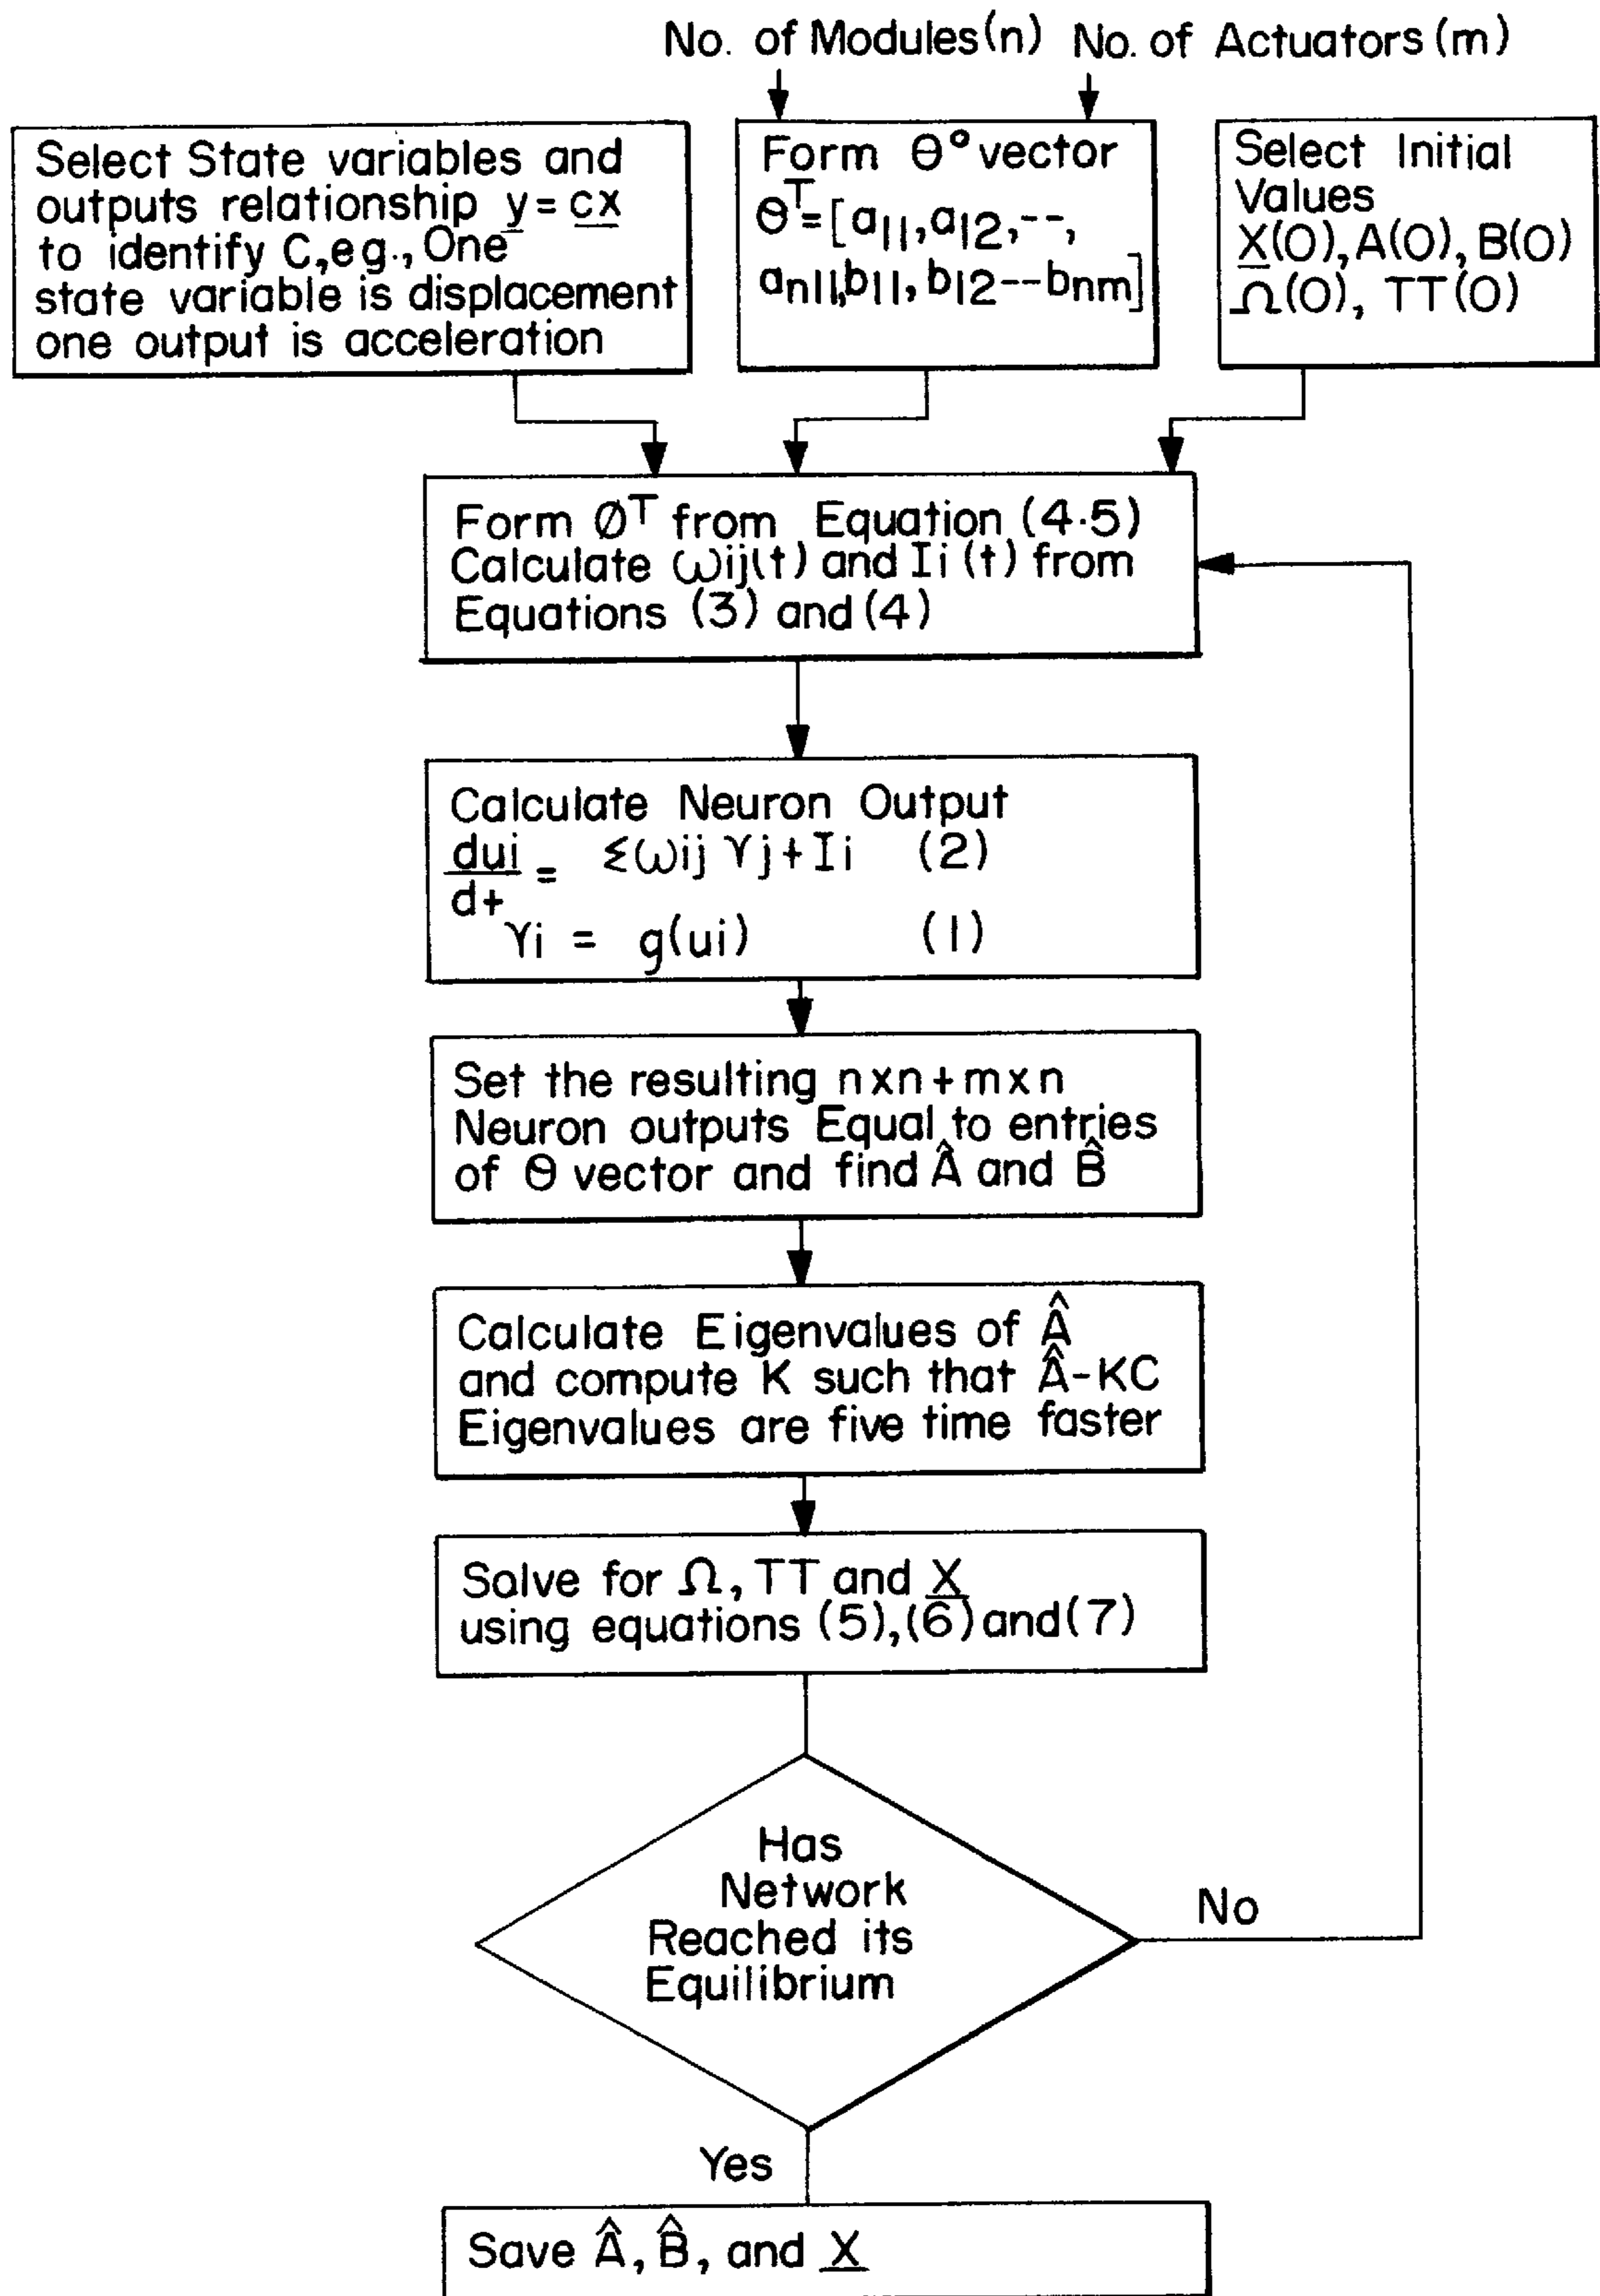 No. of Modules(n) No. of Actuators (m)
Select State variables and
outputs relationship y = cx
to identify C,eg., One
state variable is displacement
one output is acceleration
Form Θ° vector
Θᵀ=[a11,a12,--,
an11,b11, b12--bnm]
Select Initial
Values
X(0), A(0), B(0)
Ω(0), TT(0)
Form ØT from Equation (4.5)
Calculate ωij(t) and Ii (t) from
Equations (3) and (4)
Calculate Neuron Output
dui/dt = Σωij γj+Ii (2)
γi = g(ui) (1)
Set the resulting nxn + mxn
Neuron outputs Equal to entries
of Θ vector and find Â and B̂
Calculate Eigenvalues of Â
and compute K such that Â-KC
Eigenvalues are five time faster
Solve for Ω, TT and X
using equations (5),(6)and(7)
Has
Network
Reached its
Equilibrium
No
Yes
Save Â, B̂, and X